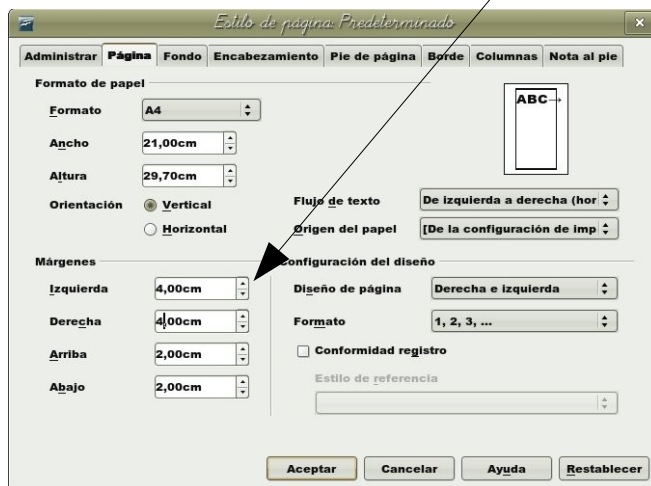 Estilo de página: Predeterminado
Administrar Página Fondo Encabezamiento Pie de página Borde Columnas Nota al pie
Formato de papel
Formato A4
ABC→
Ancho 21,00cm
Altura 29,70cm
Orientación Vertical
Flujo de texto De izquierda a derecha (hor
Horizontal
Origen del papel [De la configuración de imp
Márgenes
Configuración del diseño
Izquierda 4,00cm
Diseño de página Derecha e izquierda
Derecha 4,00cm
Formato 1, 2, 3, ...
Arriba 2,00cm
Conformidad registro
Abajo 2,00cm
Estilo de referencia
Aceptar Cancelar Ayuda Restablecer